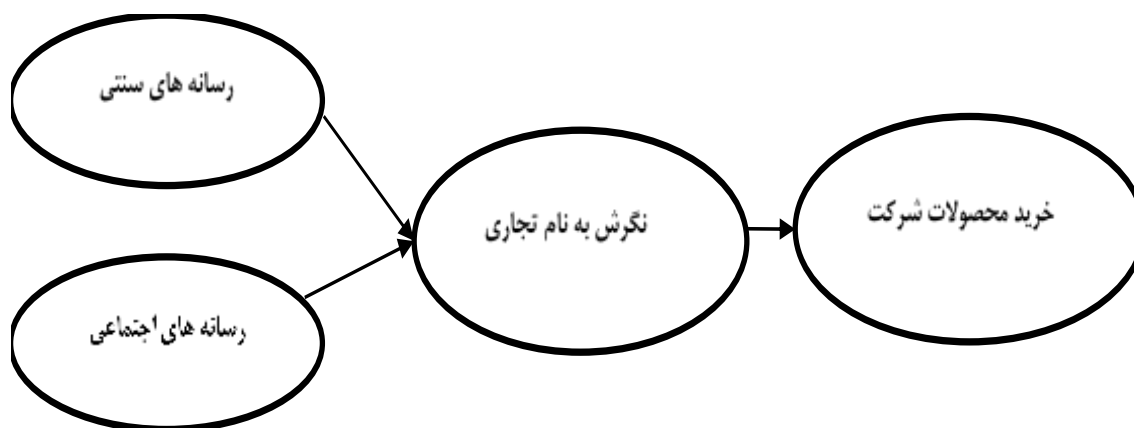 رسانه های سنتی
رسانه های اجتماعی
نگرش به نام تجاری
خرید محصولات شرکت